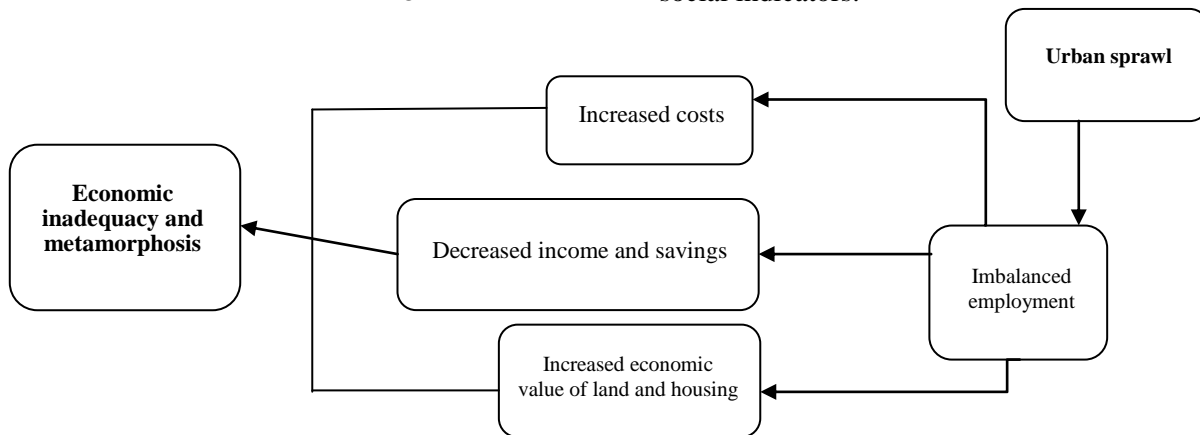 social indicators.
Urban sprawl
Increased costs
Economic
inadequacy and
metamorphosis
Decreased income and savings
Imbalanced
employment
Increased economic
value of land and housing